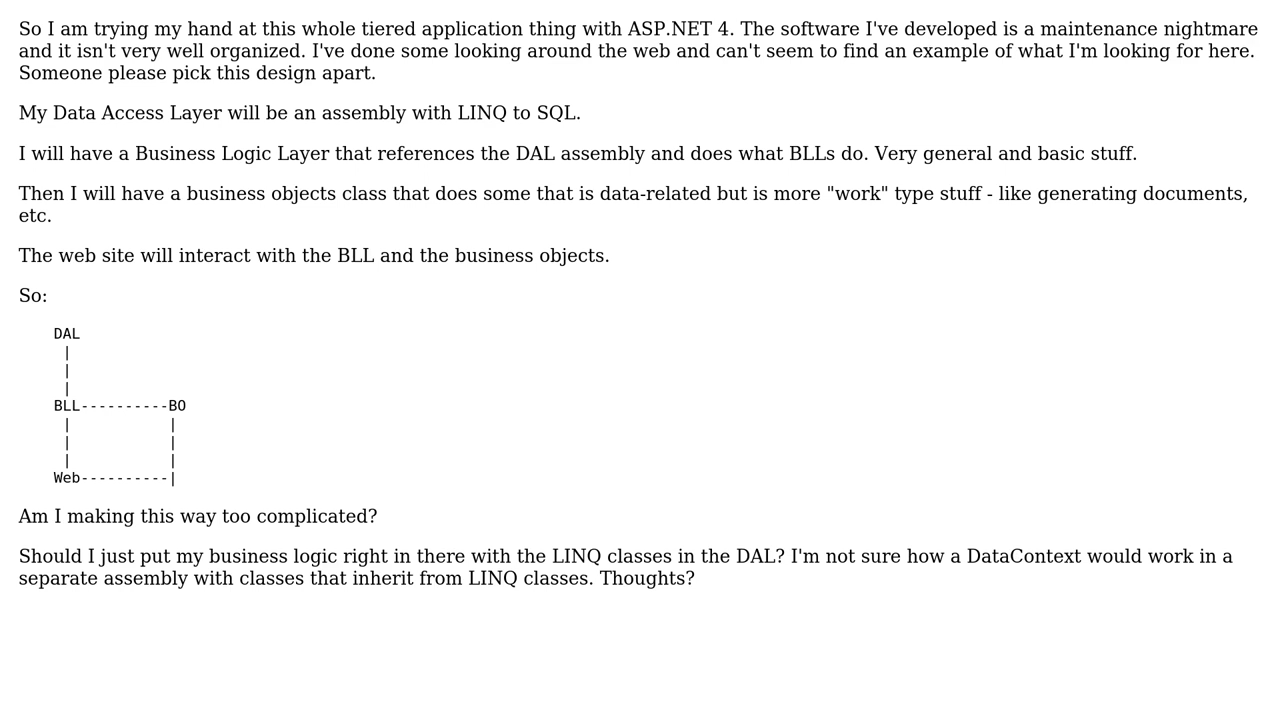 So I am trying my hand at this whole tiered application thing with ASP.NET 4. The software I've developed is a maintenance nightmare
and it isn't very well organized. I've done some looking around the web and can't seem to find an example of what I'm looking for here.
Someone please pick this design apart.
My Data Access Layer will be an assembly with LINQ to SQL.
I will have a Business Logic Layer that references the DAL assembly and does what BLLs do. Very general and basic stuff.
Then I will have a business objects class that does some that is data-related but is more "work" type stuff - like generating documents,
etc.
The web site will interact with the BLL and the business objects.
So:
DAL
|
|
|
BLL----------BO
|            |
|            |
|            |
Web----------|
Am I making this way too complicated?
Should I just put my business logic right in there with the LINQ classes in the DAL? I'm not sure how a DataContext would work in a
separate assembly with classes that inherit from LINQ classes. Thoughts?